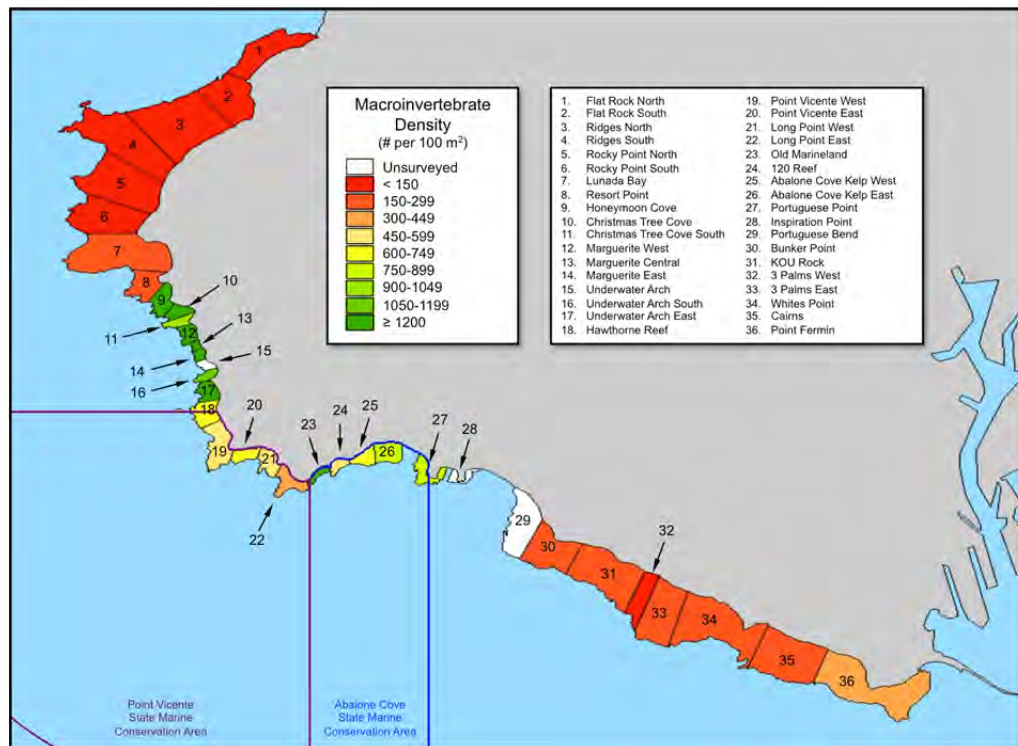 1
2
3
4
5
6
7
8
9
10
11
12
13
14
15
16
17
18
19
20
21
22
23
24
25
26
27
28
29
30
31
32
33
34
35
36
Macroinvertebrate
Density
(# per 100 m²)
Unsurveyed
< 150
150-299
300-449
450-599
600-749
750-899
900-1049
1050-1199
≥ 1200
1. Flat Rock North
2. Flat Rock South
3. Ridges North
4. Ridges South
5. Rocky Point North
6. Rocky Point South
7. Lunada Bay
8. Resort Point
9. Honeymoon Cove
10. Christmas Tree Cove
11. Christmas Tree Cove South
12. Marguerite West
13. Marguerite Central
14. Marguerite East
15. Underwater Arch
16. Underwater Arch South
17. Underwater Arch East
18. Hawthorne Reef
19. Point Vicente West
20. Point Vicente East
21. Long Point West
22. Long Point East
23. Old Marineland
24. 120 Reef
25. Abalone Cove Kelp West
26. Abalone Cove Kelp East
27. Portuguese Point
28. Inspiration Point
29. Portuguese Bend
30. Bunker Point
31. KOU Rock
32. 3 Palms West
33. 3 Palms East
34. Whites Point
35. Cairns
36. Point Fermin
Point Vicente
State Marine
Conservation Area
Abalone Cove
State Marine
Conservation Area